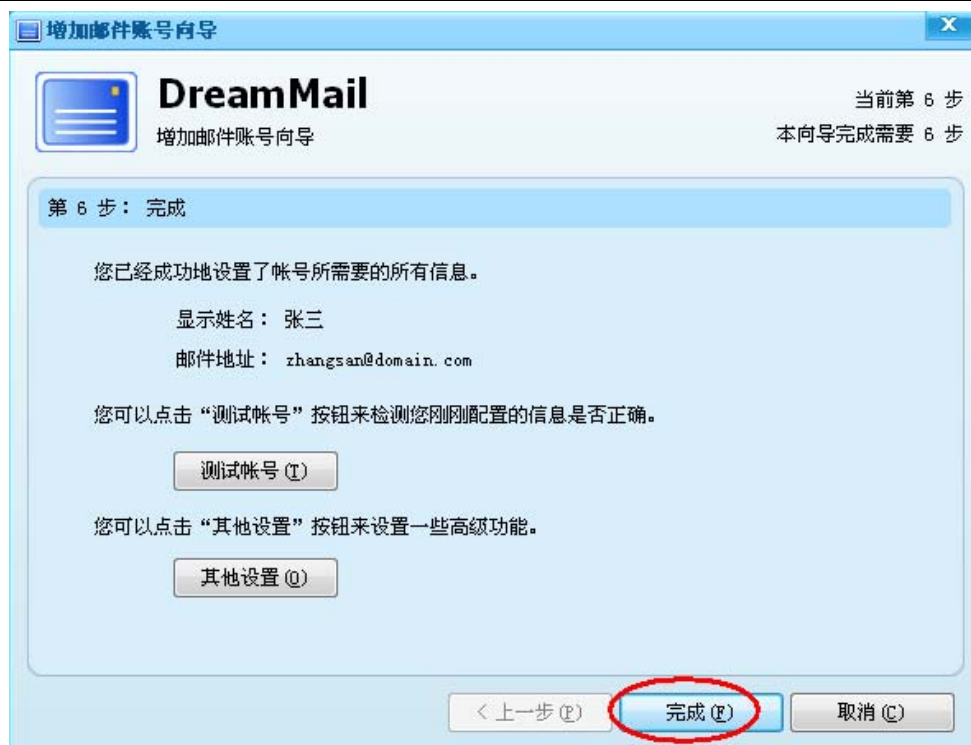 增加邮件账号向导
X
DreamMail
增加邮件账号向导
当前第 6 步
本向导完成需要 6 步
第 6 步： 完成
您已经成功地设置了帐号所需要的所有信息。
显示姓名： 张三
邮件地址： zhangsan@domain.com
您可以点击“测试帐号”按钮来检测您刚刚配置的信息是否正确。
测试帐号(T)
您可以点击“其他设置”按钮来设置一些高级功能。
其他设置(O)
<上一步(P) 完成(F) 取消(C)